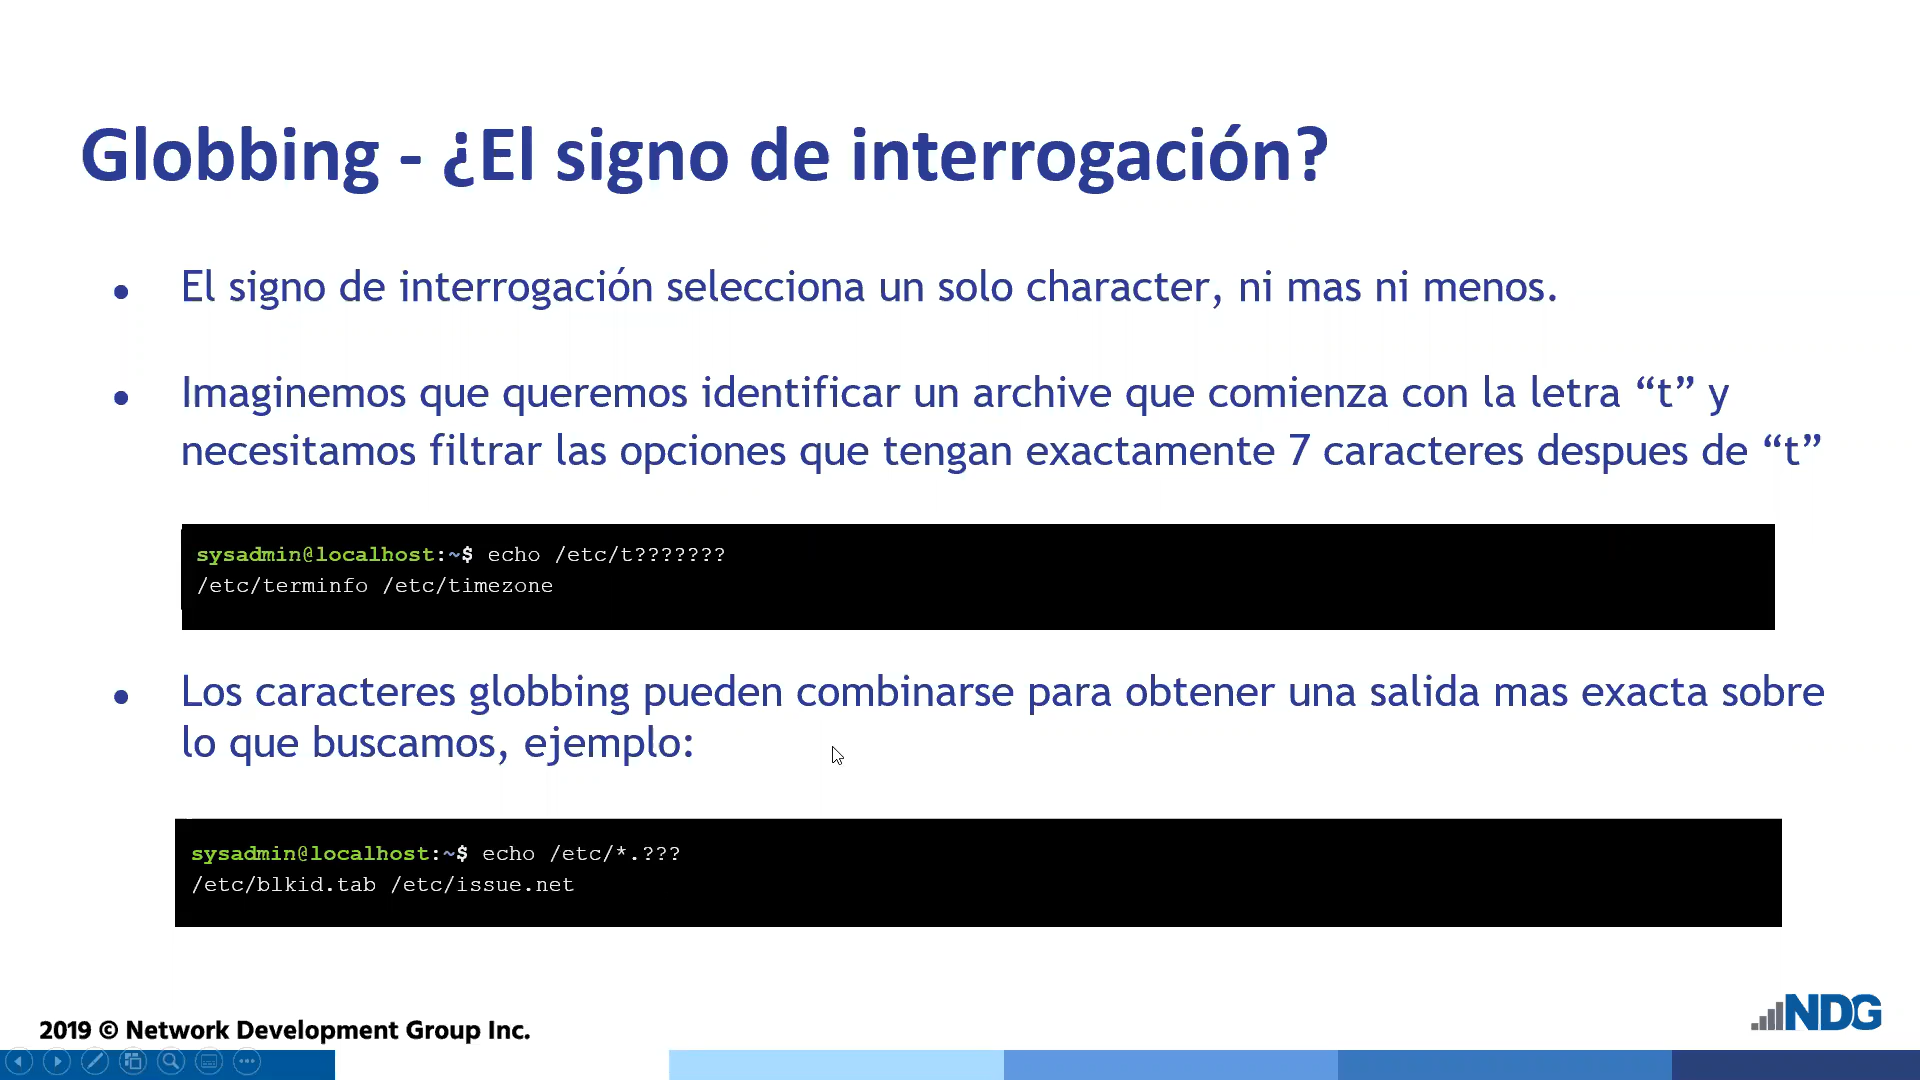 Globbing - ¿El signo de interrogación?
• El signo de interrogación selecciona un solo character, ni mas ni menos.
• Imaginemos que queremos identificar un archive que comienza con la letra “t” y
necesitamos filtrar las opciones que tengan exactamente 7 caracteres despues de “t”
sysadmin@localhost:~$ echo /etc/t???????
/etc/terminfo /etc/timezone
• Los caracteres globbing pueden combinarse para obtener una salida mas exacta sobre
lo que buscamos, ejemplo:
sysadmin@localhost:~$ echo /etc/*.???
/etc/blkid.tab /etc/issue.net
2019 © Network Development Group Inc.
NDG